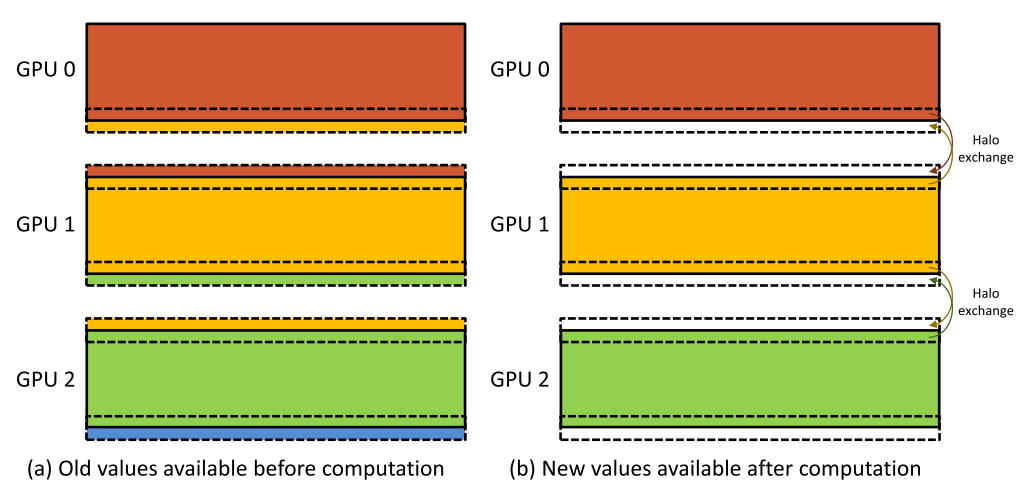 GPU 0
GPU 1
GPU 2
(a) Old values available before computation
GPU 0
GPU 1
GPU 2
Halo
exchange
Halo
exchange
(b) New values available after computation